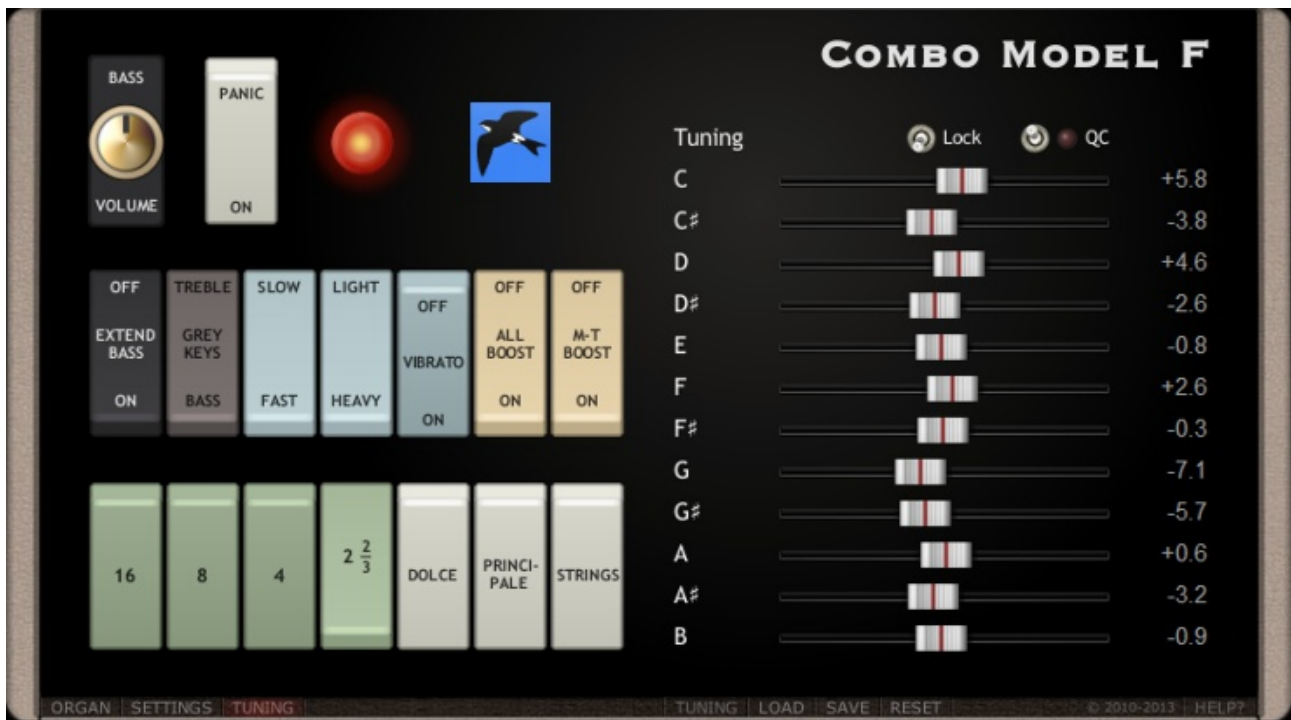 COMBO MODEL F
BASS
VOLUME
PANIC
ON
OFF
EXTEND
BASS
ON
TREBLE
GREY
KEYS
BASS
SLOW
FAST
LIGHT
HEAVY
OFF
VIBRATO
ON
OFF
ALL
BOOST
ON
OFF
M-T
BOOST
ON
16
8
4
2 2/3
DOLCE
PRINCI-
PALE
STRINGS
Tuning Lock QC
C +5.8
C♯ -3.8
D +4.6
D♯ -2.6
E -0.8
F +2.6
F♯ -0.3
G -7.1
G♯ -5.7
A +0.6
A♯ -3.2
B -0.9
ORGAN SETTINGS TUNING TUNING LOAD SAVE RESET © 2010-2013 HELP?